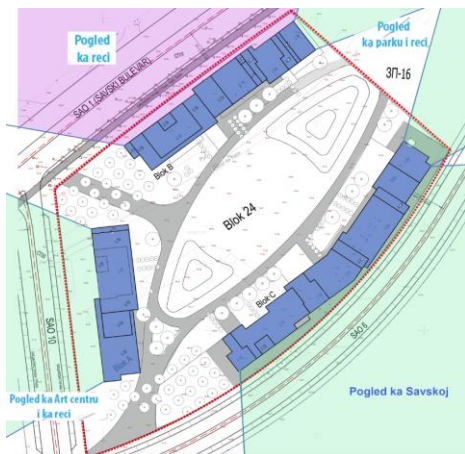 Pogled
ka reci
Pogled
ka parku i reci
ЗП-16
SAO 1 (SAVSKI BULEVAR)
Blok B
Blok 24
SAO 10
Blok A
Blok C
SAO 6
Pogled ka Savskoj
Pogled ka Art centru
i ka reci